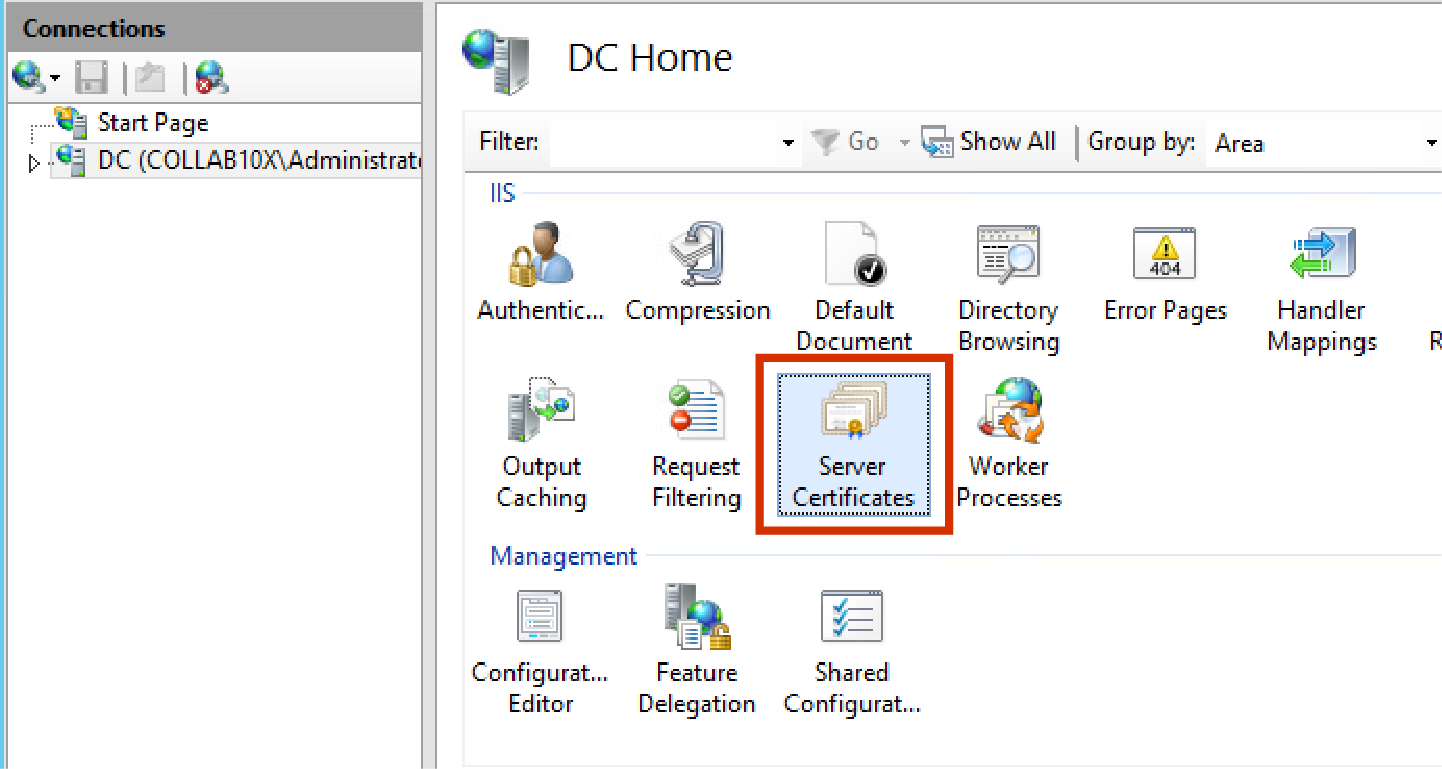 Connections
DC Home
Start Page
DC (COLLAB10X\Administrat
Filter:
Go
Show All
Group by:
Area
IIS
Authentic...
Compression
Default
Document
Directory
Browsing
Error Pages
404
Handler
Mappings
R
Output
Caching
Request
Filtering
Server
Certificates
Worker
Processes
Management
Configurat...
Editor
Feature
Delegation
Shared
Configurat...